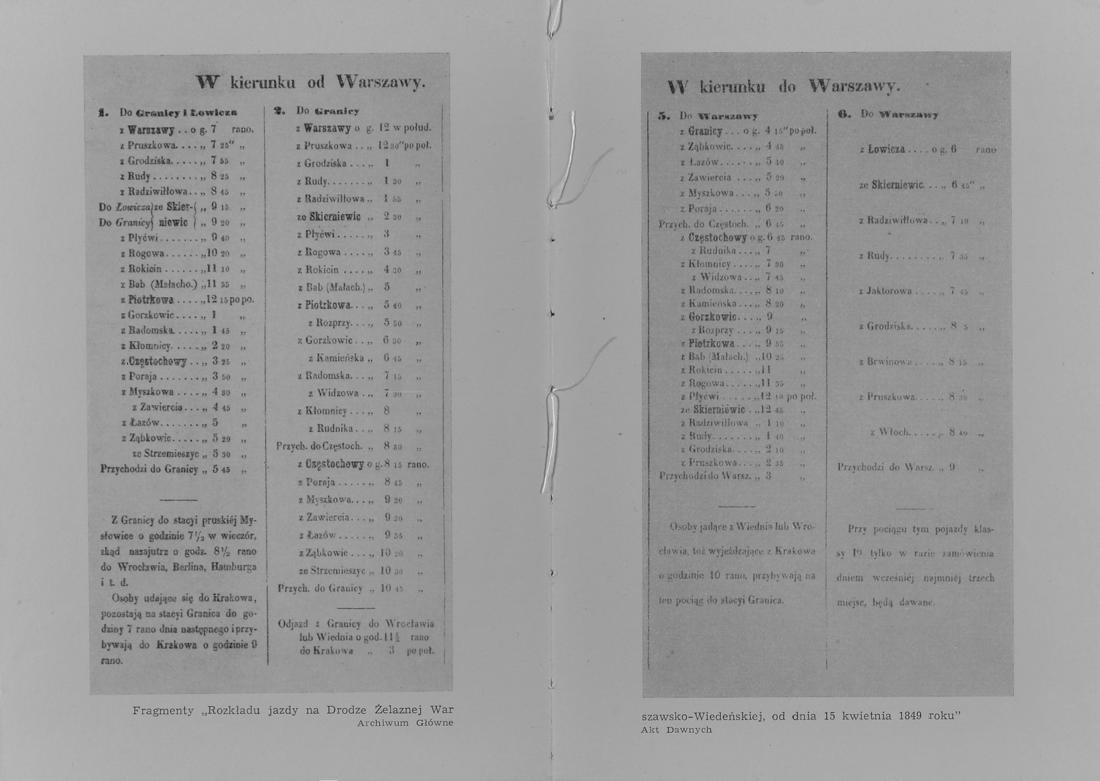 W kierunku od Warszawy.
1. Do Granicy i Łowicza
z Warszawy . . o g. 7 rano.
z Pruszkowa. . . . „ 7 25" „
z Grodziska. . . . . „ 7 55 „
z Rudy . . . . . . . . „ 8 25 „
z Radziwiłłowa. . „ 8 45 „
Do Łowicza) ze Skier- ( „ 9 15 „
Do Granicy) niewic ) „ 9 20 „
z Płyćwi . . . . . . . „ 9 40 „
z Rogowa . . . . . „10 20 „
z Rokicin . . . . . „11 10 „
z Bab (Małacho.) „11 35 „
z Piotrkowa . . . . „12 15 po po.
z Gorzkowic . . . „ 1 „
z Radomska. . . . „ 1 45 „
z Kłomnicy. . . . . „ 2 20 „
z Częstochowy . . „ 3 25 „
z Poraja . . . . . . . „ 3 50 „
z Myszkowa . . . „ 4 30 „
z Zawiercia . . . „ 4 45 „
z Łazów. . . . . . . „ 5 „
z Ząbkowic. . . . . „ 5 20 „
ze Strzemieszyc „ 5 30 „
Przychodzi do Granicy „ 5 45 „
Z Granicy do stacyi pruskiéj My-
słowice o godzinie 7½ w wieczór,
zkąd nazajutrz o godz. 8½ rano
do Wrocławia, Berlina, Hamburga
i t. d.
Osoby udające się do Krakowa,
pozostają na stacyi Granica do go-
dziny 7 rano dnia następnego i przy-
bywają do Krakowa o godzinie 9
rano.
2. Do Granicy
z Warszawy o g. 12 w połud.
z Pruszkowa . . „ 12 30" po poł.
z Grodziska . . . „ 1 „
z Rudy. . . . . . . „ 1 30 „
z Radziwiłłowa „ 1 55 „
ze Skierniewic „ 2 30 „
z Płyćwi. . . . . . „ 3 „
z Rogowa . . . . „ 3 45 „
z Rokicin . . . . „ 4 30 „
z Bab (Małach.) „ 5 „
z Piotrkowa. . . „ 5 40 „
z Rozprzy. . . . „ 5 50 „
z Gorzkowic . . „ 6 30 „
z Kamieńska „ 6 45 „
z Radomska. . . „ 7 15 „
z Widzowa . . „ 7 30 „
z Kłomnicy . . . „ 8 „
z Rudnika . . „ 8 15 „
Przych. do Częstoch. „ 8 30 „
z Częstochowy o g. 8 15 rano.
z Poraja . . . . . „ 8 45 „
z Myszkowa. . . „ 9 20 „
z Zawiercia . . . „ 9 30 „
z Łazów . . . . . „ 9 55 „
z Ząbkowic . . . „ 10 20 „
ze Strzemieszyc „ 10 30 „
Przych. do Granicy „ 10 45 „
Odjazd z Granicy do Wrocławia
lub Wiednia o god. 11½ rano
do Krakowa „ 3 po poł.
Fragmenty „Rozkładu jazdy na Drodze Żelaznej War
Archiwum Główne
W kierunku do Warszawy.
5. Do Warszawy
z Granicy . . . o g. 4 15" po poł.
z Ząbkowic. . . . „ 4 45 „
z Łazów. . . . . . „ 5 10 „
z Zawiercia . . . „ 5 20 „
z Myszkowa . . . „ 5 50 „
z Poraja . . . . . . „ 6 20 „
Przych. do Częstoch. „ 6 45 „
z Częstochowy o g. 6 45 rano.
z Rudnika . . . „ 7 „
z Kłomnicy . . . . „ 7 30 „
z Widzowa . . „ 7 45 „
z Radomska. . . . „ 8 10 „
z Kamieńska . . . „ 8 20 „
z Gorzkowic. . . . „ 9 „
z Rozprzy . . . „ 9 15 „
z Piotrkowa. . . . „ 9 35 „
z Bab (Małach.) „10 25 „
z Rokicin . . . . . „11 „
z Rogowa. . . . . „11 35 „
z Płyćwi . . . . . . „12 10 po poł.
ze Skierniewic . . „12 45 „
z Radziwiłłowa „ 1 10 „
z Rudy. . . . . . . „ 1 40 „
z Grodziska. . . . „ 2 10 „
z Pruszkowa. . . „ 2 35 „
Przychodzi do Warsz. „ 3 „
Osoby jadące z Wiednia lub Wro-
cławia, toż wyjeżdżające z Krakowa
o godzinie 10 rano, przybywają na
ten pociąg do stacyi Granica.
6. Do Warszawy
z Łowicza . . . . o g. 6 rano
ze Skierniewic. . . „ 6 45" „
z Radziwiłłowa . . „ 7 10 „
z Rudy. . . . . . . . „ 7 35 „
z Jaktorowa . . . . „ 7 45 „
z Grodziska. . . . . „ 8 5 „
z Brwinowa . . . . „ 8 15 „
z Pruszkowa. . . . „ 8 30 „
z Włoch. . . . . „ 8 40 „
Przychodzi do Warsz. „ 9 „
Przy pociągu tym pojazdy klas-
sy tylko w razie zamówienia
dniem wcześniéj najmniéj trzech
miejsc, będą dawane.
szawsko-Wiedeńskiej, od dnia 15 kwietnia 1849 roku"
Akt Dawnych